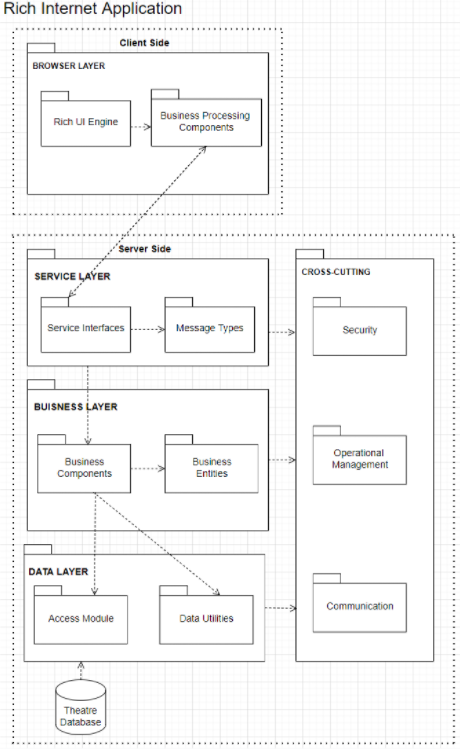 Rich Internet Application
Client Side
BROWSER LAYER
Rich UI Engine
Business Processing
Components
Server Side
SERVICE LAYER
Service Interfaces
Message Types
CROSS-CUTTING
Security
BUISNESS LAYER
Business
Components
Business
Entities
Operational
Management
DATA LAYER
Access Module
Data Utilities
Communication
Theatre
Database